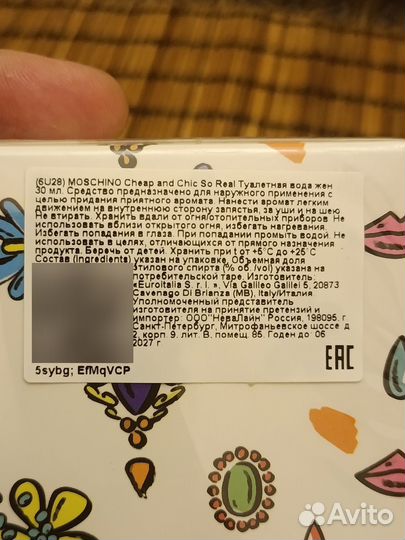 (6U28) MOSCHINO Cheap and Chic So Real Туалетная вода жен
30 мл. Средство предназначено для наружного применения с
целью придания приятного аромата. Нанести аромат легким
движением на внутреннюю сторону запястья, за уши и на шею
Не втирать. Хранить вдали от огня/отопительных приборов. Не
использовать вблизи открытого огня, избегать нагревания.
Избегать попадания в глаза. При попадании промыть водой. Не
использовать в целях, отличающихся от прямого назначения
продукта. Беречь от детей. Хранить при t от +5 C до +25 C
Состав (Ingredients) указан на упаковке, Объемная доля
этилового спирта (% об. vol) указана на
потребительской таре. Изготовитель:
«Euroitalia S. r. l. », Via Galileo Galilei 5, 20873
Cavenago Di Brianza (MB), Italy/Италия
Уполномоченный представитель
изготовителя на принятие претензий и
импортер: ООО"НеваЛайн" Россия, 198095, г.
Санкт-Петербург, Митрофаньевское шоссе, д
2, корп 9, лит. В, помещ. 85. Годен до: 06
2027 г
EAC
5sybg; EfMqVCP
Avito